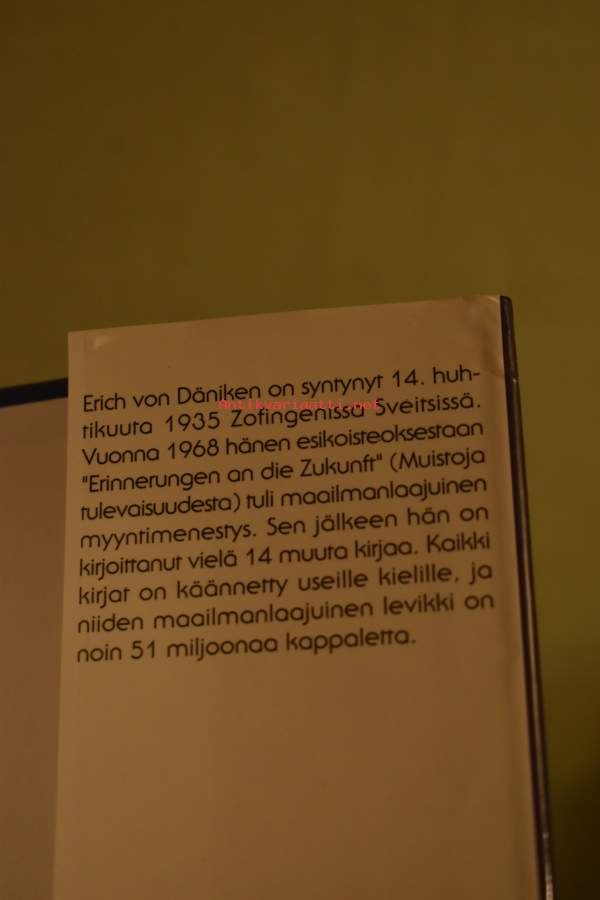 Erich von Däniken on syntynyt 14. huh-
Antikvariaatti.net
tikuuta 1935 Zofingenissa Sveitsissä.
Vuonna 1968 hänen esikoisteoksestaan
"Erinnerungen an die Zukunft" (Muistoja
tulevaisuudesta) tuli maailmanlaajuinen
myyntimenestys. Sen jälkeen hän on
kirjoittanut vielä 14 muuta kirjaa. Kaikki
kirjat on käännetty useille kielille, ja
niiden maailmanlaajuinen levikki on
noin 51 miljoonaa kappaletta.